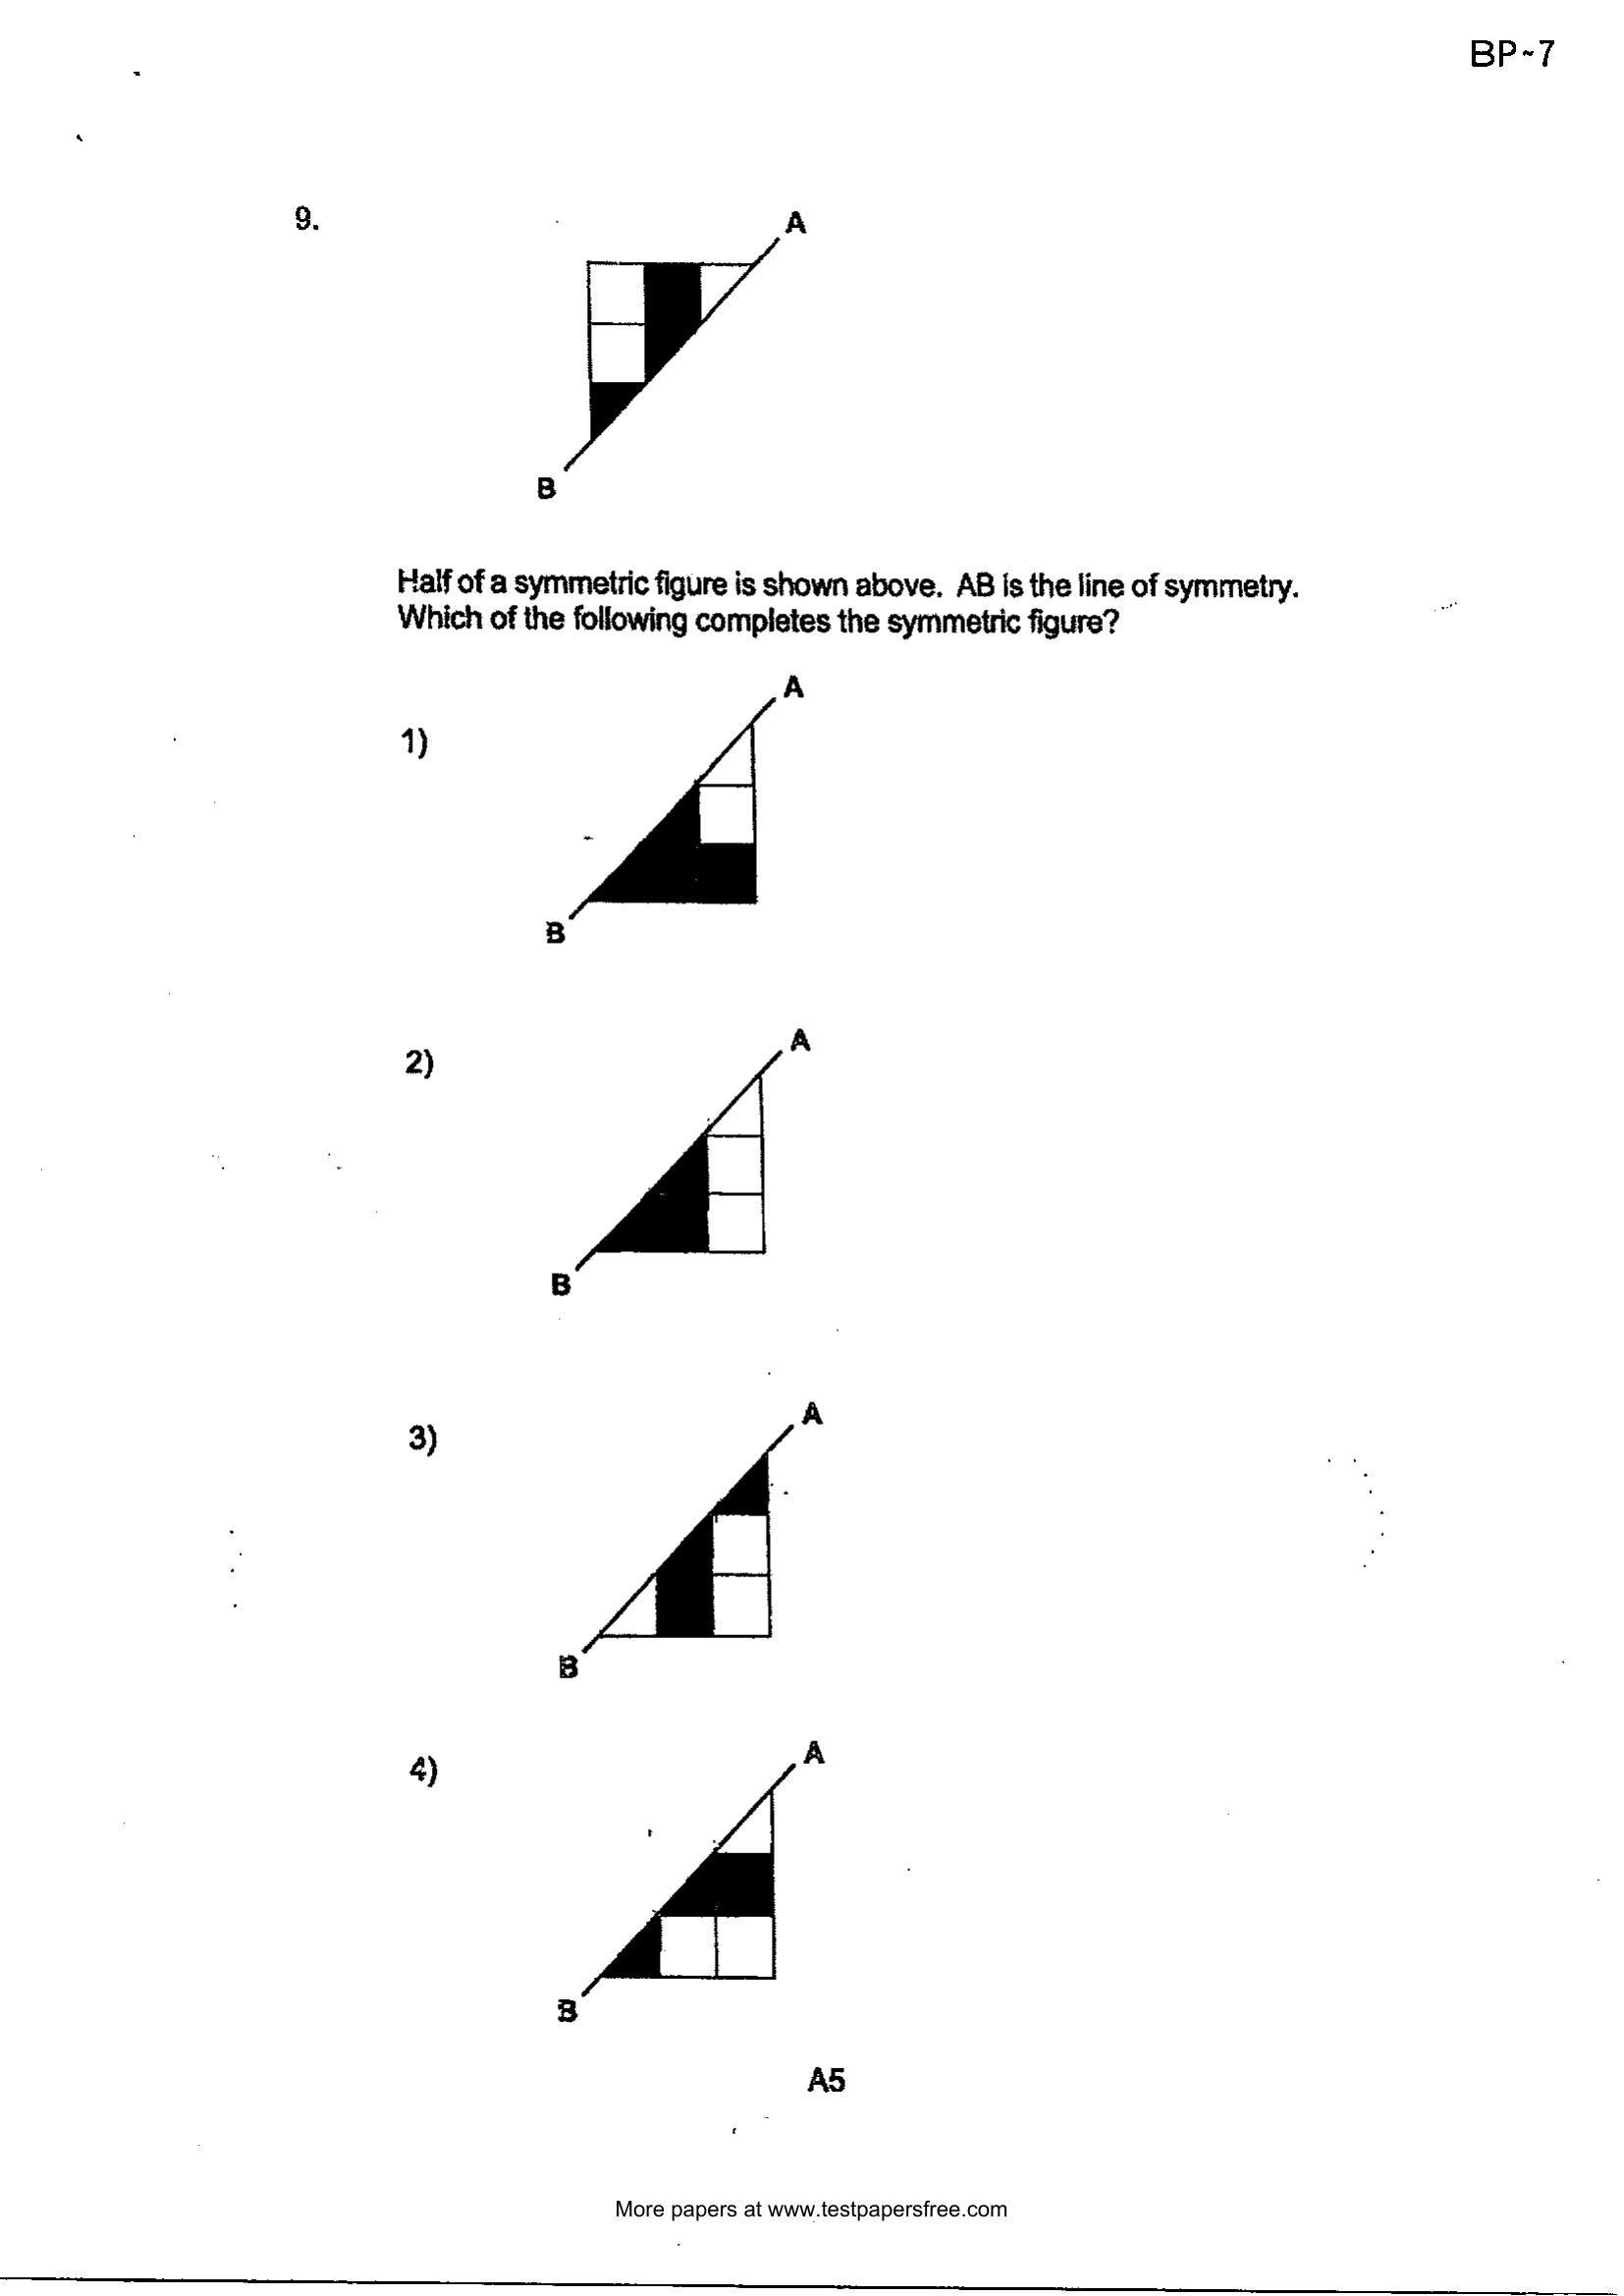 BP~7
9.
A
B
Half of a symmetric figure is shown above. AB is the line of symmetry.
Which of the following completes the symmetric figure?
1)
A
B
2)
A
B
3)
A
B
4)
A
B
A5
More papers at www.testpapersfree.com